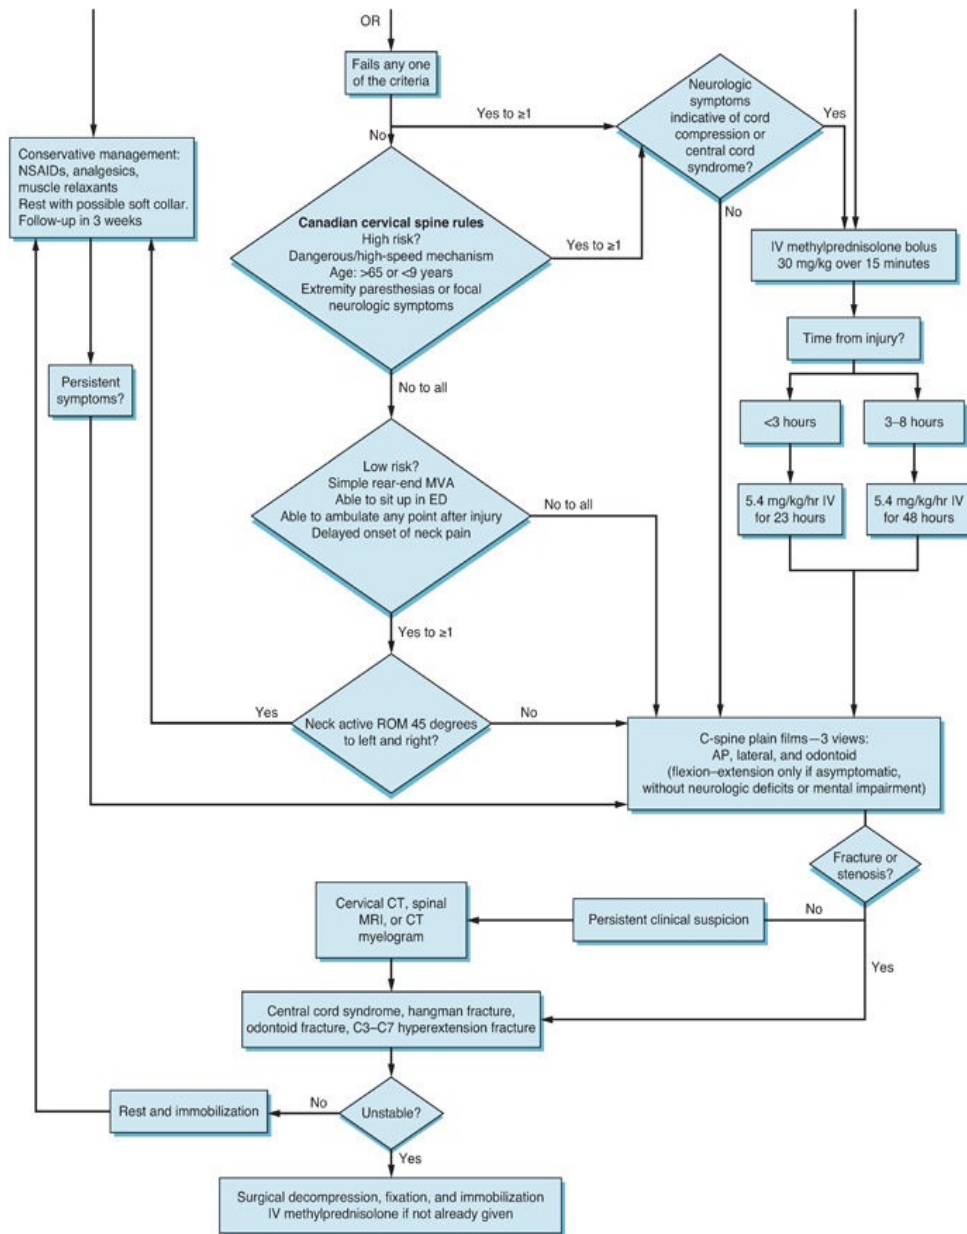 OR
Fails any one
of the criteria
Yes to ≥1
No
Neurologic
symptoms
indicative of cord
compression or
central cord
syndrome?
Yes
No
Conservative management:
NSAIDs, analgesics,
muscle relaxants
Rest with possible soft collar.
Follow-up in 3 weeks
Canadian cervical spine rules
High risk?
Dangerous/high-speed mechanism
Age: >65 or <9 years
Extremity paresthesias or focal
neurologic symptoms
Yes to ≥1
IV methylprednisolone bolus
30 mg/kg over 15 minutes
Time from injury?
Persistent
symptoms?
No to all
<3 hours
3–8 hours
Low risk?
Simple rear-end MVA
Able to sit up in ED
Able to ambulate any point after injury
Delayed onset of neck pain
No to all
5.4 mg/kg/hr IV
for 23 hours
5.4 mg/kg/hr IV
for 48 hours
Yes to ≥1
Yes
Neck active ROM 45 degrees
to left and right?
No
C-spine plain films—3 views:
AP, lateral, and odontoid
(flexion–extension only if asymptomatic,
without neurologic deficits or mental impairment)
Fracture or
stenosis?
No
Yes
Persistent clinical suspicion
Cervical CT, spinal
MRI, or CT
myelogram
Central cord syndrome, hangman fracture,
odontoid fracture, C3–C7 hyperextension fracture
Unstable?
No
Rest and immobilization
Yes
Surgical decompression, fixation, and immobilization
IV methylprednisolone if not already given